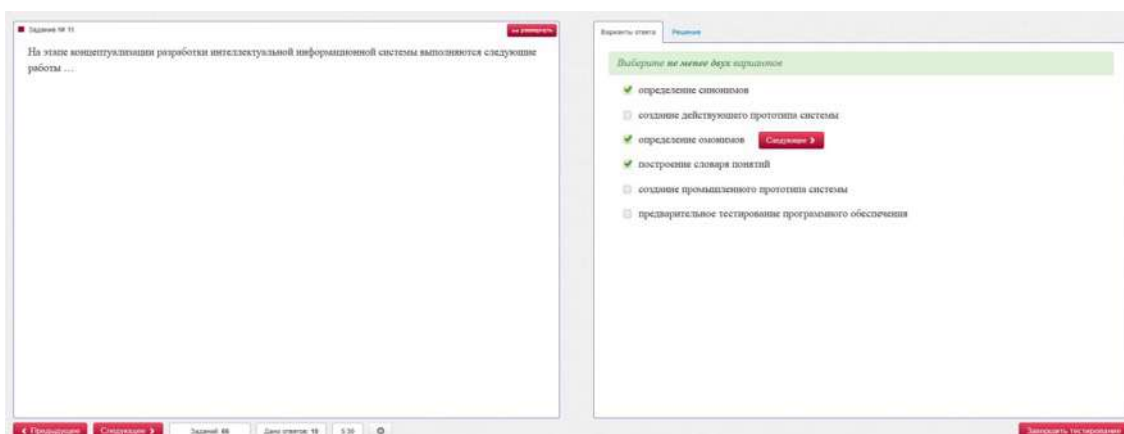 Задание № 11
На этапе концептуализации разработки интеллектуальной информационной системы выполняются следующие
работы …
Варианты ответа
Решение
Выберите не менее двух вариантов
определение синонимов
создание действующего прототипа системы
определение омонимов
Следующее
построение словаря понятий
создание промышленного прототипа системы
предварительное тестирование программного обеспечения
Предыдущее
Следующее
Заданий: 66
Дано ответов: 10
Завершить тестирование